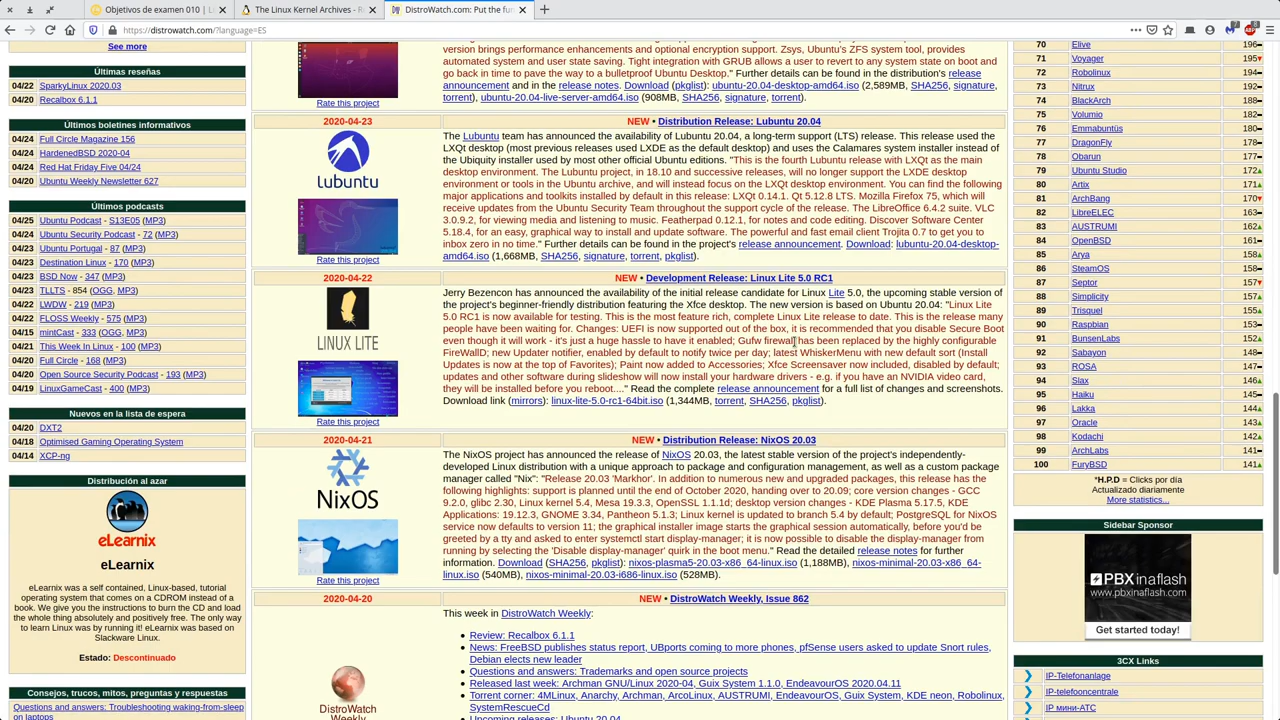 Objetivos de examen 010 | Li
The Linux Kernel Archives - R
DistroWatch.com: Put the fun
https://distrowatch.com/?language=ES
See more
Últimas reseñas
04/22 SparkyLinux 2020.03
04/20 Recalbox 6.1.1
Últimos boletines informativos
04/24 Full Circle Magazine 156
04/24 HardenedBSD 2020-04
04/24 Red Hat Friday Five 04/24
04/20 Ubuntu Weekly Newsletter 627
Últimos podcasts
04/25 Ubuntu Podcast - S13E05 (MP3)
04/24 Ubuntu Security Podcast - 72 (MP3)
04/23 Ubuntu Portugal - 87 (MP3)
04/23 Destination Linux - 170 (MP3)
04/23 BSD Now - 347 (MP3)
04/23 TLLTS - 854 (OGG, MP3)
04/22 LWDW - 219 (MP3)
04/22 FLOSS Weekly - 575 (MP3)
04/15 mintCast - 333 (OGG, MP3)
04/21 This Week In Linux - 100 (MP3)
04/20 Full Circle - 168 (MP3)
04/20 Open Source Security Podcast - 193 (MP3)
04/19 LinuxGameCast - 400 (MP3)
Nuevos en la lista de espera
04/20 DXT2
04/18 Optimised Gaming Operating System
04/14 XCP-ng
Distribución al azar
eLearnix
eLearnix
eLearnix was a self contained, Linux-based, tutorial
operating system that comes on a CDROM instead of a
book. We give you the instructions to burn the CD and load
the whole thing absolutely and positively free. The only way
to learn Linux was by running it! eLearnix was based on
Slackware Linux.
Estado: Descontinuado
Consejos, trucos, mitos, preguntas y respuestas
Questions and answers: Troubleshooting waking-from-sleep
on laptops
version brings performance enhancements and optional encryption support. Zsys, Ubuntu's ZFS system tool, provides
automated system and user state saving. Tight integration with GRUB allows a user to revert to any system state on boot and
go back in time to pave the way to a bulletproof Ubuntu Desktop." Further details can be found in the distribution's release
announcement and in the release notes. Download (pkglist): ubuntu-20.04-desktop-amd64.iso (2,589MB, SHA256, signature,
torrent), ubuntu-20.04-live-server-amd64.iso (908MB, SHA256, signature, torrent).
Rate this project
2020-04-23
NEW • Distribution Release: Lubuntu 20.04
lubuntu
Rate this project
The Lubuntu team has announced the availability of Lubuntu 20.04, a long-term support (LTS) release. This release used the
LXQt desktop (most previous releases used LXDE as the default desktop) and uses the Calamares system installer instead of
the Ubiquity installer used by most other official Ubuntu editions. "This is the fourth Lubuntu release with LXQt as the main
desktop environment. The Lubuntu project, in 18.10 and successive releases, will no longer support the LXDE desktop
environment or tools in the Ubuntu archive, and will instead focus on the LXQt desktop environment. You can find the following
major applications and toolkits installed by default in this release: LXQt 0.14.1. Qt 5.12.8 LTS. Mozilla Firefox 75, which will
receive updates from the Ubuntu Security Team throughout the support cycle of the release. The LibreOffice 6.4.2 suite. VLC
3.0.9.2, for viewing media and listening to music. Featherpad 0.12.1, for notes and code editing. Discover Software Center
5.18.4, for an easy, graphical way to install and update software. The powerful and fast email client Trojita 0.7 to get you to
inbox zero in no time." Further details can be found in the project's release announcement. Download: lubuntu-20.04-desktop-
amd64.iso (1,668MB, SHA256, signature, torrent, pkglist).
2020-04-22
NEW • Development Release: Linux Lite 5.0 RC1
LINUX LITE
Rate this project
Jerry Bezencon has announced the availability of the initial release candidate for Linux Lite 5.0, the upcoming stable version of
the project's beginner-friendly distribution featuring the Xfce desktop. The new version is based on Ubuntu 20.04: "Linux Lite
5.0 RC1 is now available for testing. This is the most feature rich, complete Linux Lite release to date. This is the release many
people have been waiting for. Changes: UEFI is now supported out of the box, it is recommended that you disable Secure Boot
even though it will work - it's just a huge hassle to have it enabled; Gufw firewall has been replaced by the highly configurable
FireWallD; new Updater notifier, enabled by default to notify twice per day; latest WhiskerMenu with new default sort (Install
Updates is now at the top of Favorites); Paint now added to Accessories; Xfce Screensaver now included, disabled by default;
updates and other software during slideshow will now install your hardware drivers - e.g. if you have an NVIDIA video card,
they will be installed before you reboot...." Read the complete release announcement for a full list of changes and screenshots.
Download link (mirrors): linux-lite-5.0-rc1-64bit.iso (1,344MB, torrent, SHA256, pkglist).
2020-04-21
NEW • Distribution Release: NixOS 20.03
NixOS
Rate this project
The NixOS project has announced the release of NixOS 20.03, the latest stable version of the project's independently-
developed Linux distribution with a unique approach to package and configuration management, as well as a custom package
manager called "Nix": "Release 20.03 'Markhor'. In addition to numerous new and upgraded packages, this release has the
following highlights: support is planned until the end of October 2020, handing over to 20.09; core version changes - GCC
9.2.0, glibc 2.30, Linux kernel 5.4, Mesa 19.3.3, OpenSSL 1.1.1d; desktop version changes - KDE Plasma 5.17.5, KDE
Applications: 19.12.3, GNOME 3.34, Pantheon 5.1.3; Linux kernel is updated to branch 5.4 by default; PostgreSQL for NixOS
service now defaults to version 11; the graphical installer image starts the graphical session automatically, before you'd be
greeted by a tty and asked to enter systemctl start display-manager; it is now possible to disable the display-manager from
running by selecting the 'Disable display-manager' quirk in the boot menu." Read the detailed release notes for further
information. Download (SHA256, pkglist): nixos-plasma5-20.03-x86_64-linux.iso (1,188MB), nixos-minimal-20.03-x86_64-
linux.iso (540MB), nixos-minimal-20.03-i686-linux.iso (528MB).
2020-04-20
NEW • DistroWatch Weekly, Issue 862
DistroWatch
Weekly
This week in DistroWatch Weekly:
Review: Recalbox 6.1.1
News: FreeBSD publishes status report, UBports coming to more phones, pfSense users asked to update Snort rules,
Debian elects new leader
Questions and answers: Trademarks and open source projects
Released last week: Archman GNU/Linux 2020-04, Guix System 1.1.0, EndeavourOS 2020.04.11
Torrent corner: 4MLinux, Anarchy, Archman, ArcoLinux, AUSTRUMI, EndeavourOS, Guix System, KDE neon, Robolinux,
SystemRescueCd
Upcoming releases: Ubuntu 20.04
70 Elive 196
71 Voyager 195
72 Robolinux 194
73 Nitrux 192
74 BlackArch 188
75 Volumio 182
76 Emmabuntüs 180
77 DragonFly 178
78 Obarun 177
79 Ubuntu Studio 172
80 Artix 171
81 ArchBang 170
82 LibreELEC 163
83 AUSTRUMI 162
84 OpenBSD 161
85 Arya 158
86 SteamOS 158
87 Septor 157
88 Simplicity 156
89 Trisquel 155
90 Raspbian 153
91 BunsenLabs 152
92 Sabayon 148
93 ROSA 147
94 Slax 146
95 Haiku 145
96 Lakka 144
97 Oracle 143
98 Kodachi 142
99 ArchLabs 141
100 FuryBSD 141
*H.P.D = Clicks por día
Actualizado diariamente
More statistics...
Sidebar Sponsor
PBX in a flash
www.pbxinaflash.com
Get started today!
3CX Links
IP-Telefonanlage
IP-telefooncentrale
IP мини-АТС